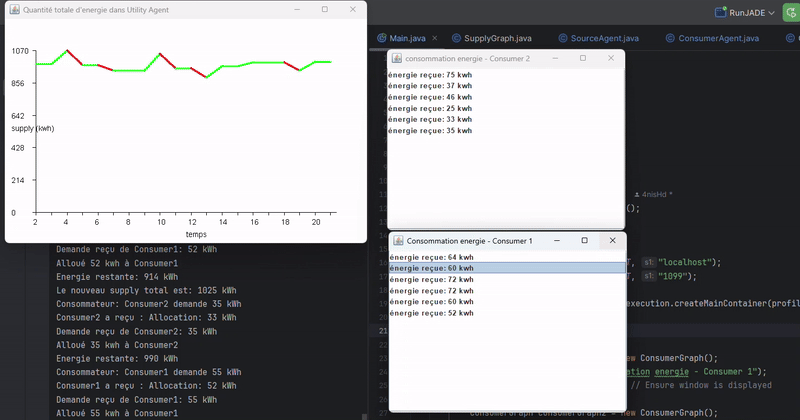 Quantité totale d'energie dans Utility Agent
1070
856
642
supply (kwh)
428
214
0
2 4 6 8 10 12 14 16 18 20
temps
RunJADE
Main.java
SupplyGraph.java
SourceAgent.java
ConsumerAgent.java
consommation energie - Consumer 2
énergie reçue: 75 kwh
énergie reçue: 37 kwh
énergie reçue: 46 kwh
énergie reçue: 25 kwh
énergie reçue: 33 kwh
énergie reçue: 35 kwh
Consommation energie - Consumer 1
énergie reçue: 64 kwh
énergie reçue: 60 kwh
énergie reçue: 72 kwh
énergie reçue: 72 kwh
énergie reçue: 60 kwh
énergie reçue: 52 kwh
4nisHd *
();
T, s1: "localhost");
T, s: "1099");
execution.createMainContainer(profil
21
new ConsumerGraph();
tion energie - Consumer 1");
// Ensure window is displayed
ConsumerGraph ConsumerGraph2 = new ConsumerGraph();
Demande reçu de Consumer1: 52 kWh
Alloué 52 kwh à Consumer1
Energie restante: 914 kWh
Le nouveau supply total est: 1025 kWh
Consommateur: Consumer2 demande 35 kWh
Consumer2 a reçu : Allocation: 33 kWh
Demande reçu de Consumer2: 35 kWh
Alloué 35 kwh à Consumer2
Energie restante: 990 kWh
Consommateur: Consumer1 demande 55 kWh
Consumer1 a reçu : Allocation: 52 kWh
Demande reçu de Consumer1: 55 kWh
Alloué 55 kwh à Consumer1